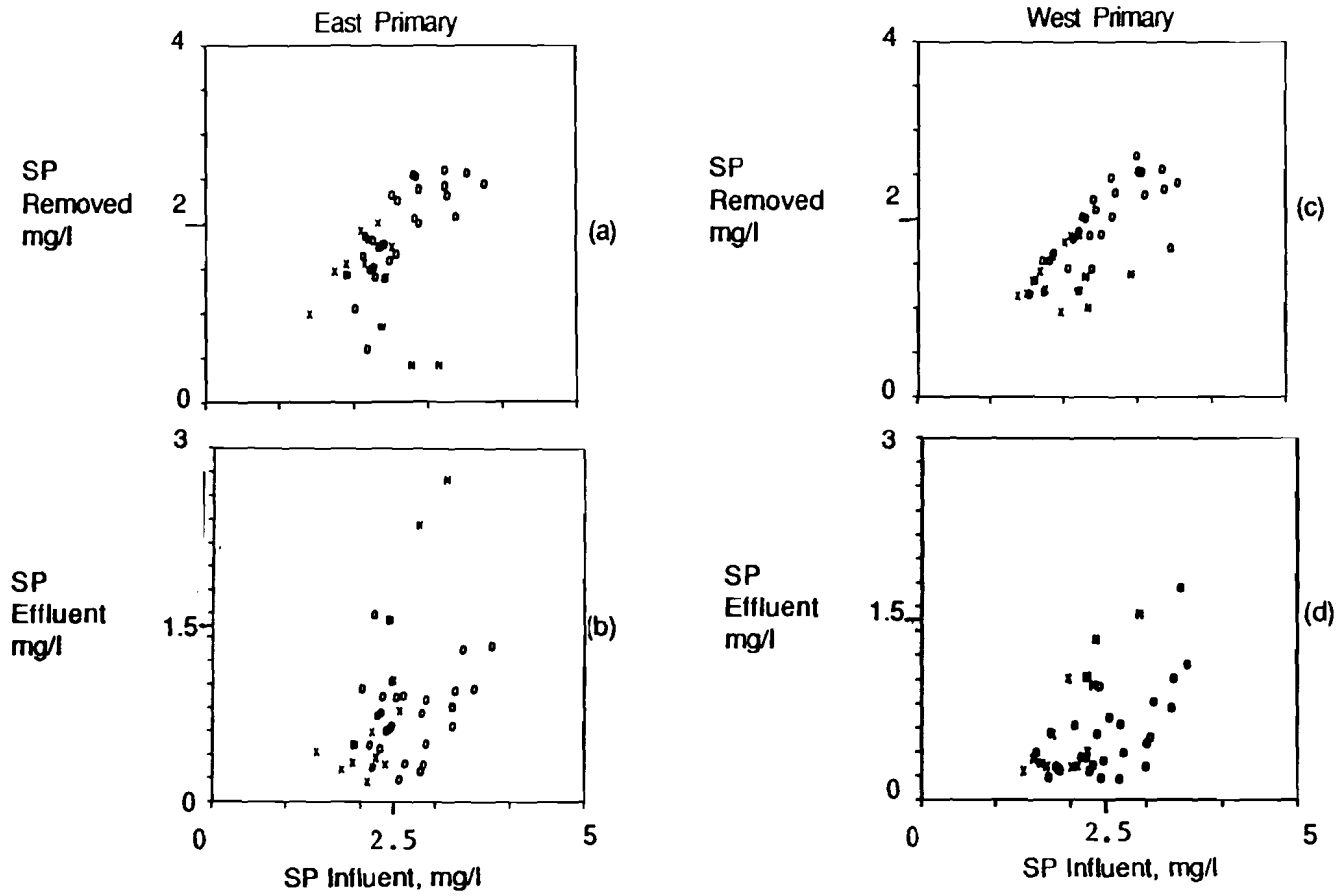 East Primary
West Primary
4
SP
Removed
mg/l
2
0
(a)
4
SP
Removed
mg/l
2
0
(c)
3
SP
Effluent
mg/l
1.5
0
(b)
0
2.5
5
SP Influent, mg/l
3
SP
Effluent
mg/l
1.5
0
(d)
0
2.5
5
SP Influent, mg/l